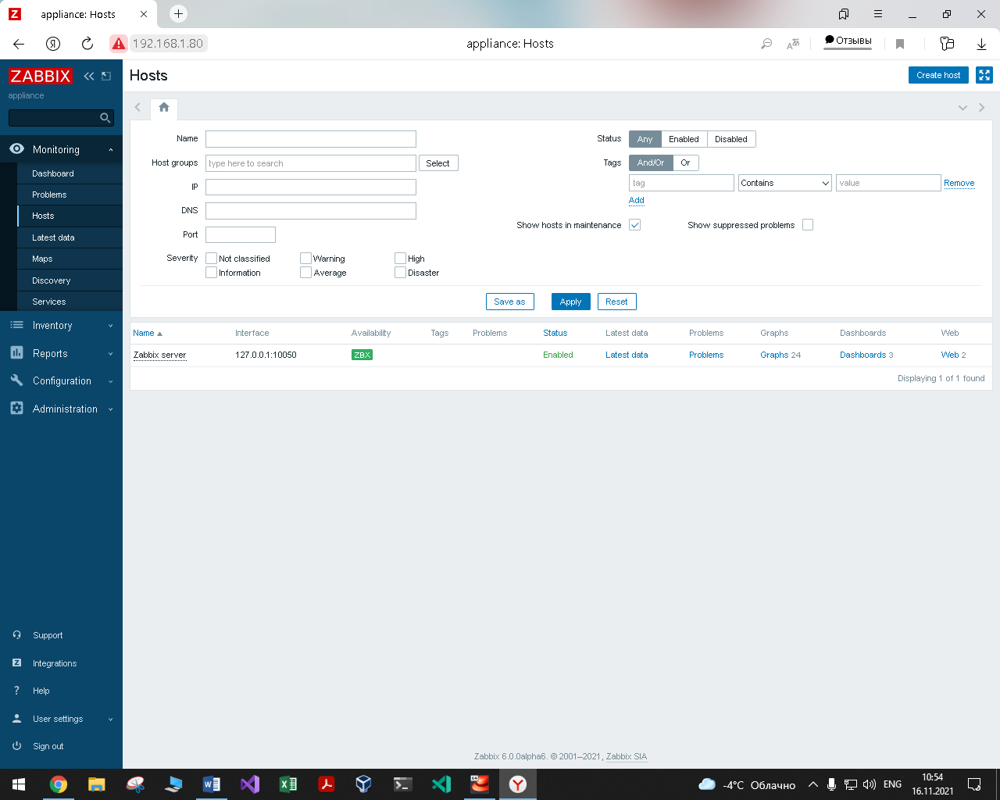 Z appliance: Hosts
Я 192.168.1.80 appliance: Hosts Отзывы
ZABBIX
appliance
Hosts
Create host
Monitoring
Dashboard
Problems
Hosts
Latest data
Maps
Discovery
Services
Inventory
Reports
Configuration
Administration
Support
Z Integrations
? Help
User settings
Sign out
Name
Host groups type here to search Select
IP
DNS
Port
Severity Not classified Warning High
Information Average Disaster
Status Any Enabled Disabled
Tags And/Or Or
tag Contains value Remove
Add
Show hosts in maintenance Show suppressed problems
Save as Apply Reset
Name Interface Availability Tags Problems Status Latest data Problems Graphs Dashboards Web
Zabbix server 127.0.0.1:10050 ZBX Enabled Latest data Problems Graphs 24 Dashboards 3 Web 2
Displaying 1 of 1 found
Zabbix 6.0.0alpha6. © 2001–2021, Zabbix SIA
-4°C Облачно ENG 10:54
16.11.2021